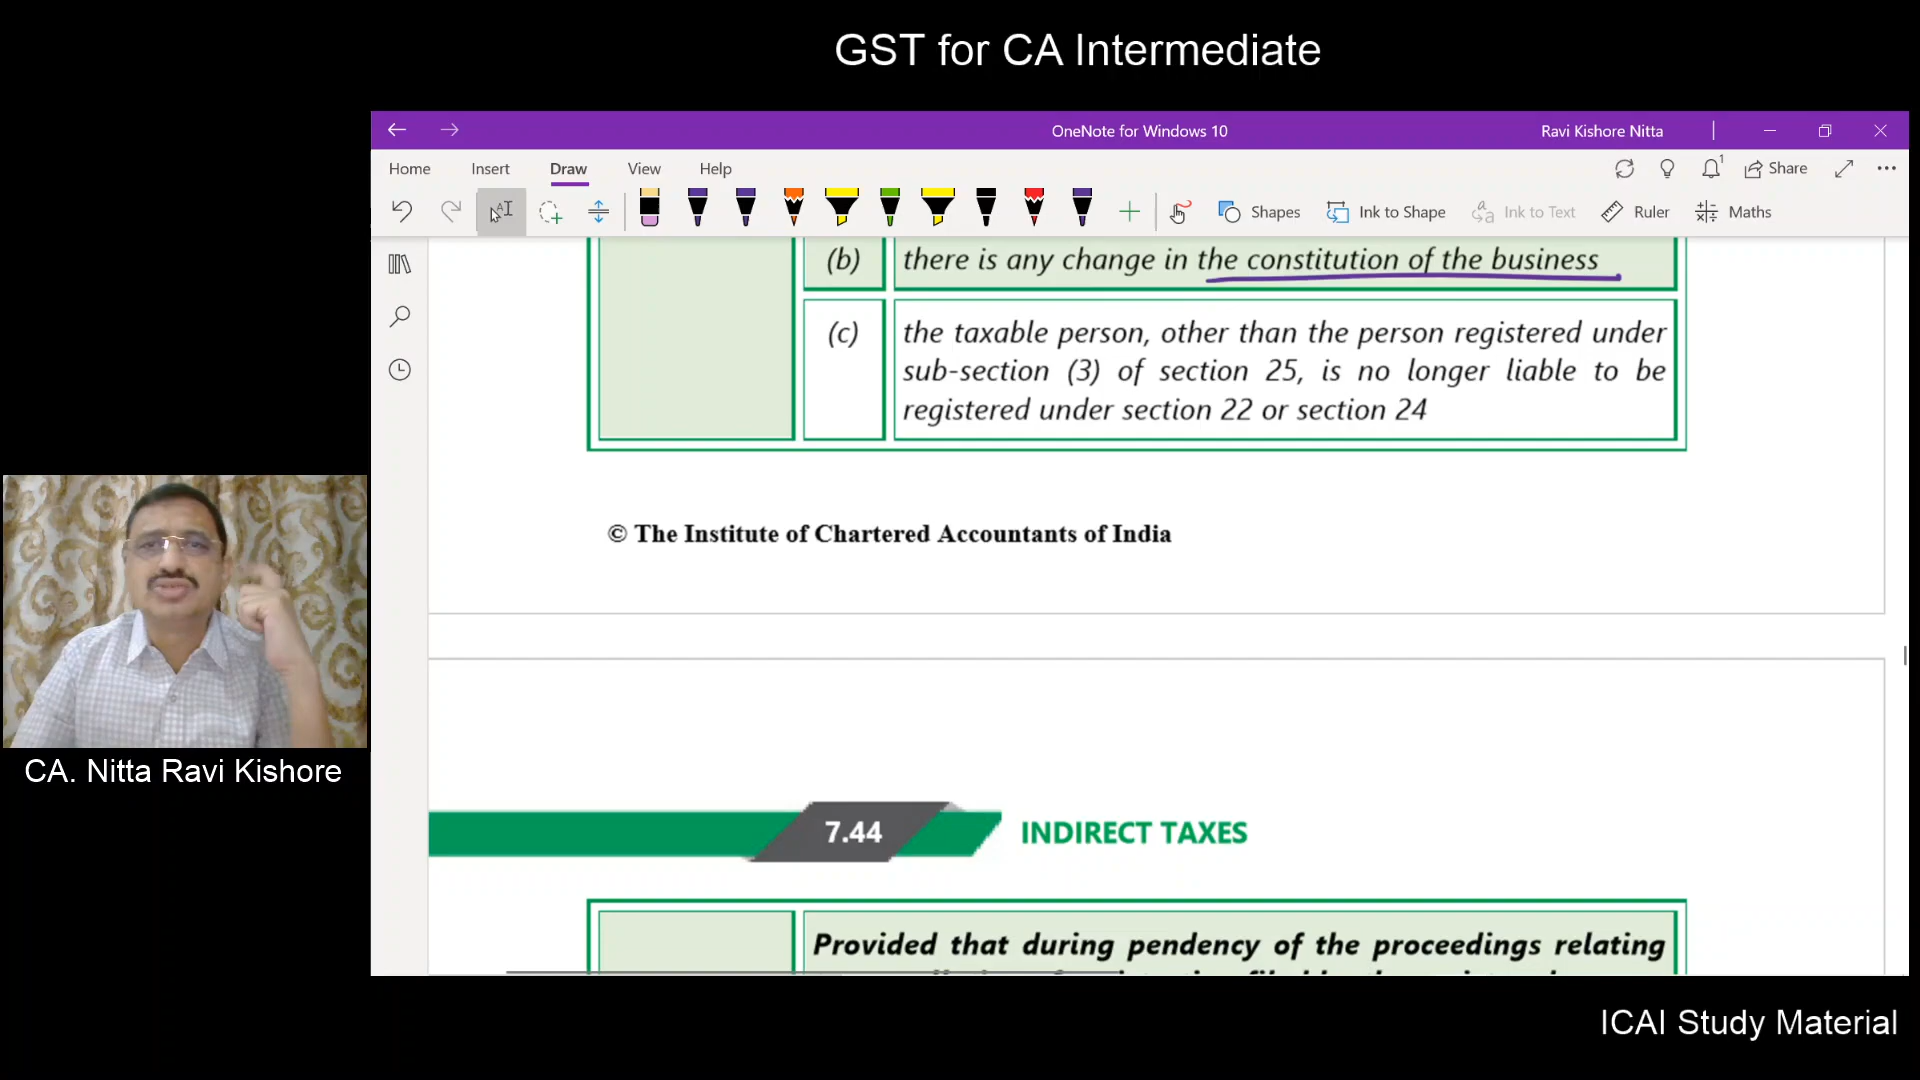 GST for CA Intermediate
OneNote for Windows 10
Ravi Kishore Nitta
Home Insert Draw View Help
1
Share
Shapes
Ink to Shape
Ink to Text
Ruler
Maths
(b) there is any change in the constitution of the business
(c) the taxable person, other than the person registered under
sub-section (3) of section 25, is no longer liable to be
registered under section 22 or section 24
© The Institute of Chartered Accountants of India
CA. Nitta Ravi Kishore
7.44 INDIRECT TAXES
Provided that during pendency of the proceedings relating
ICAI Study Material